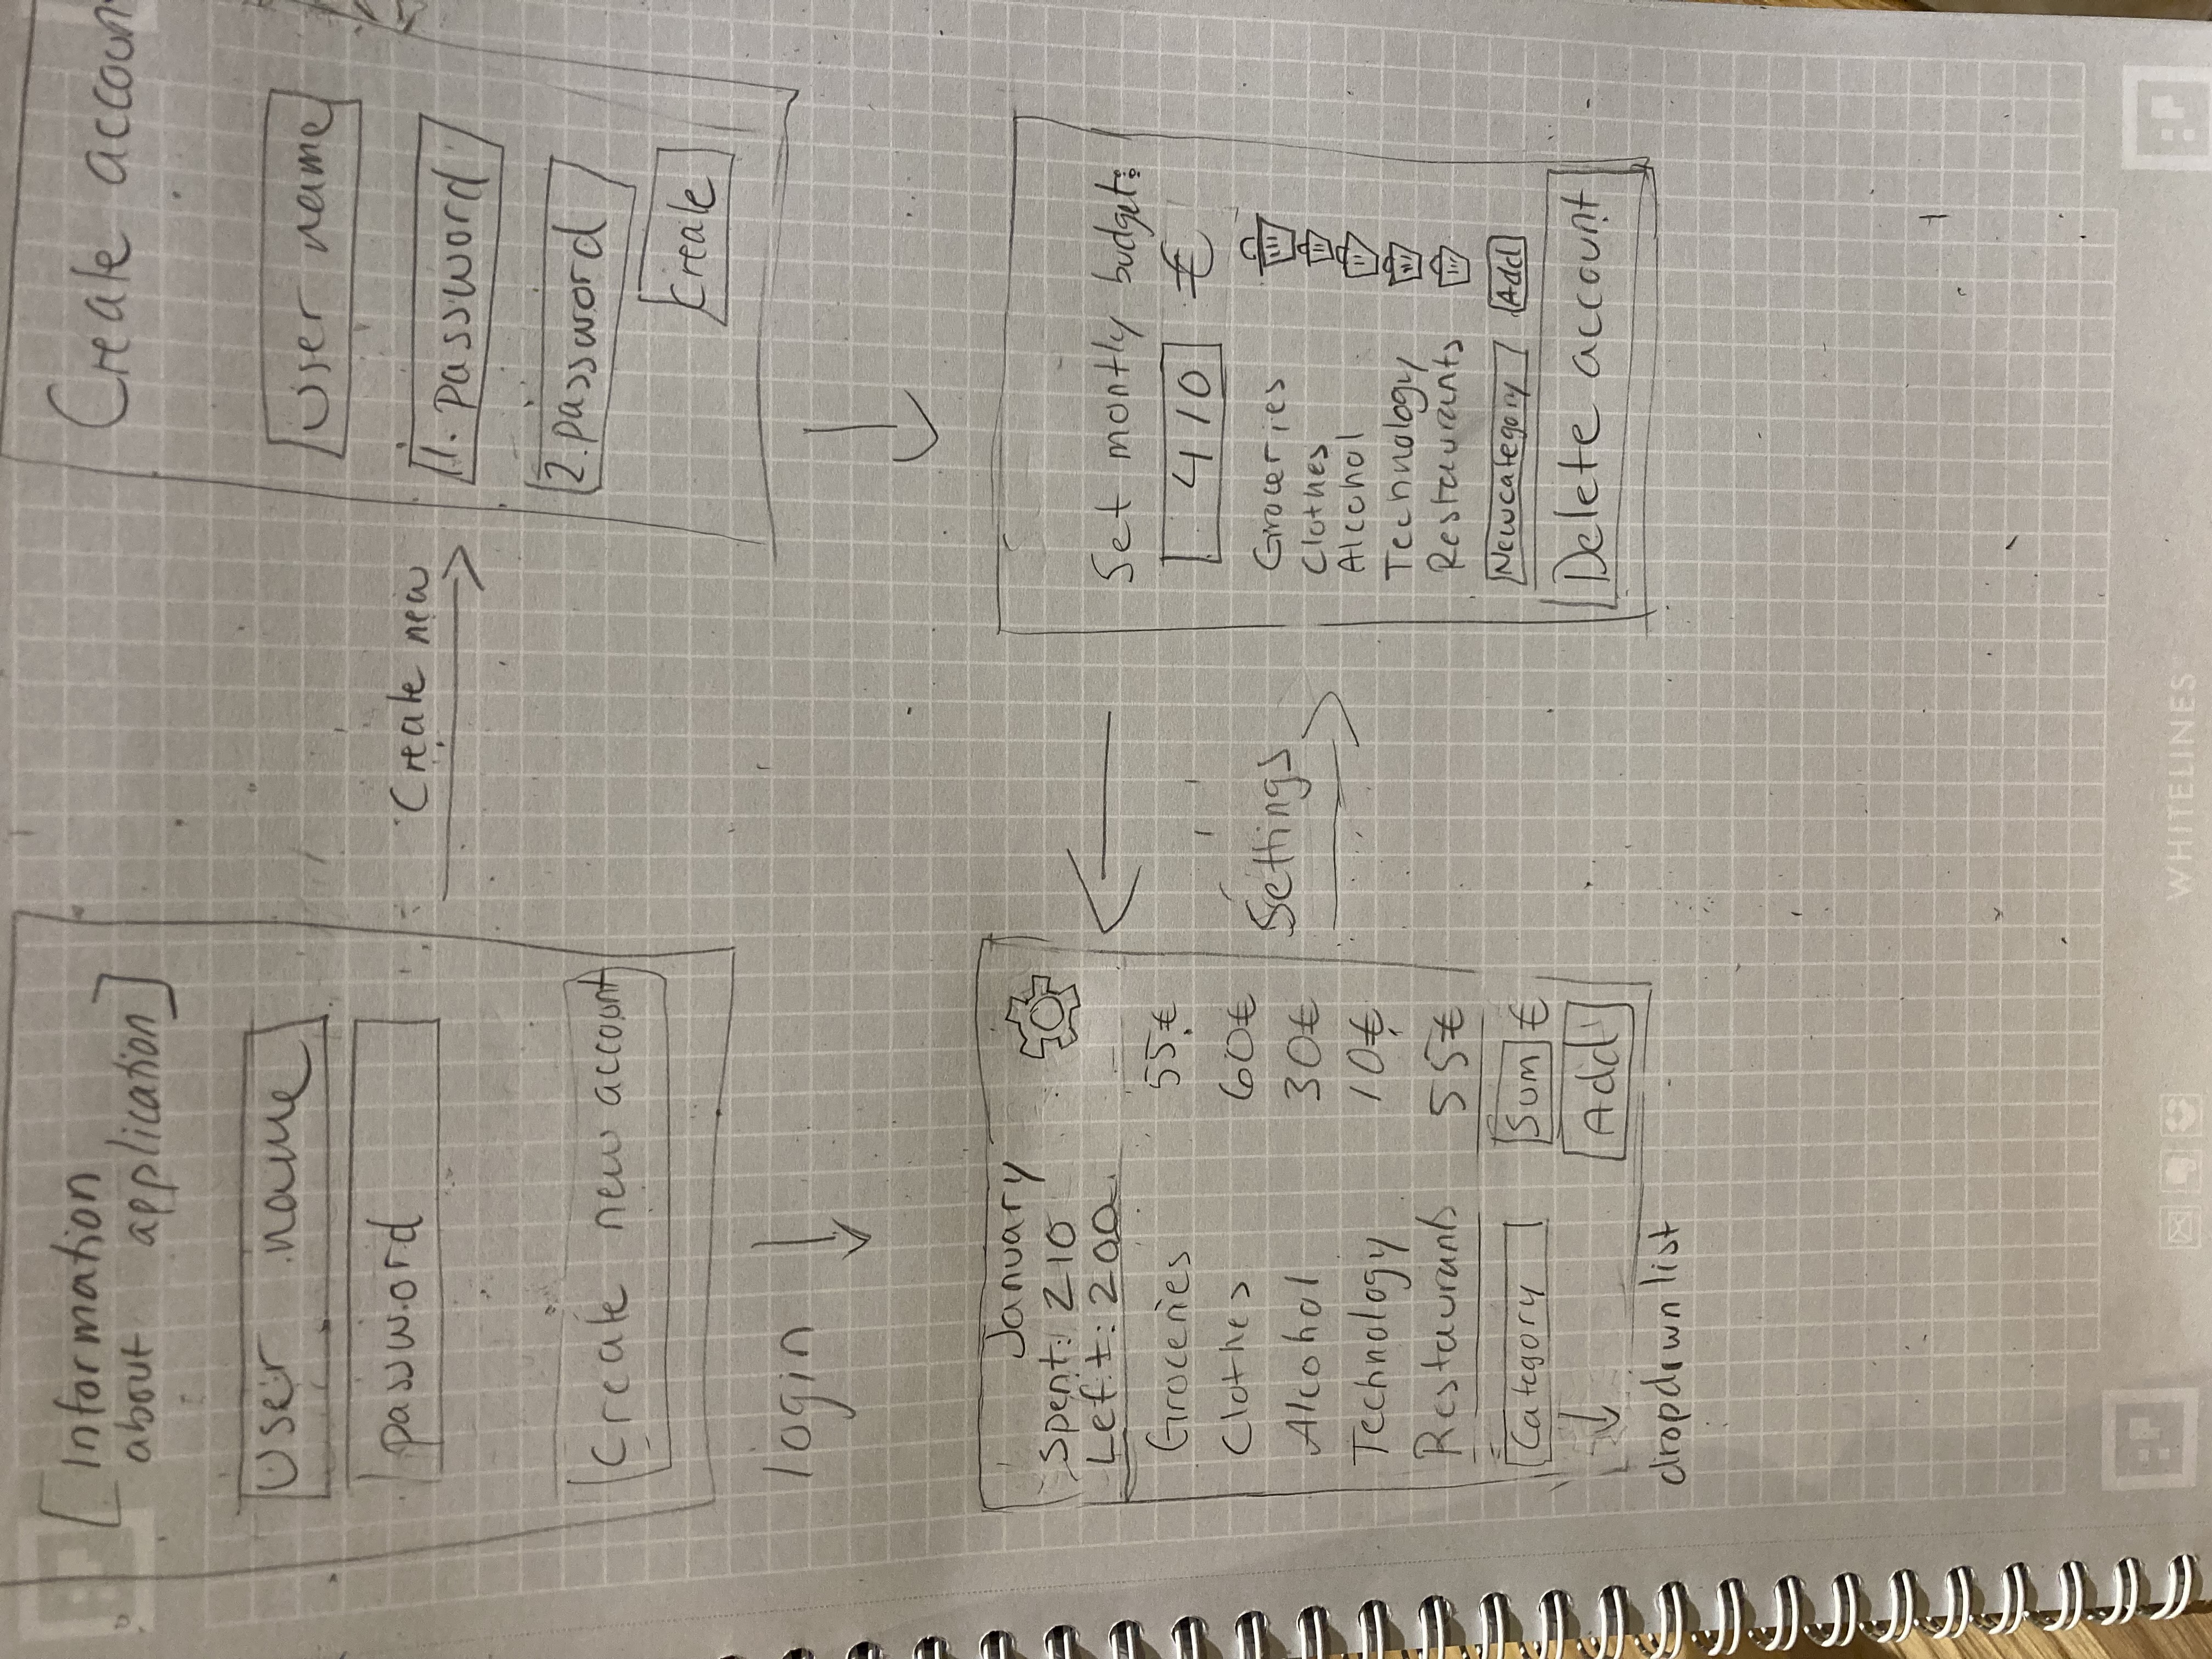 [Information
about application]
User name
password
Create new account
Create new
Create accoun
User name
1. password
2. password
Create
login
January
Spent: 210
Left: 200
Groceries 55€
Clothes 60€
Alcohol 30€
Technology 10€
Restaurants 55€
Category Sum €
Add
dropdown list
Settings
Set montly budget:
410 €
Groceries
Clothes
Alcohol
Technology
Restaurants
New category Add
Delete account
WHITELINES